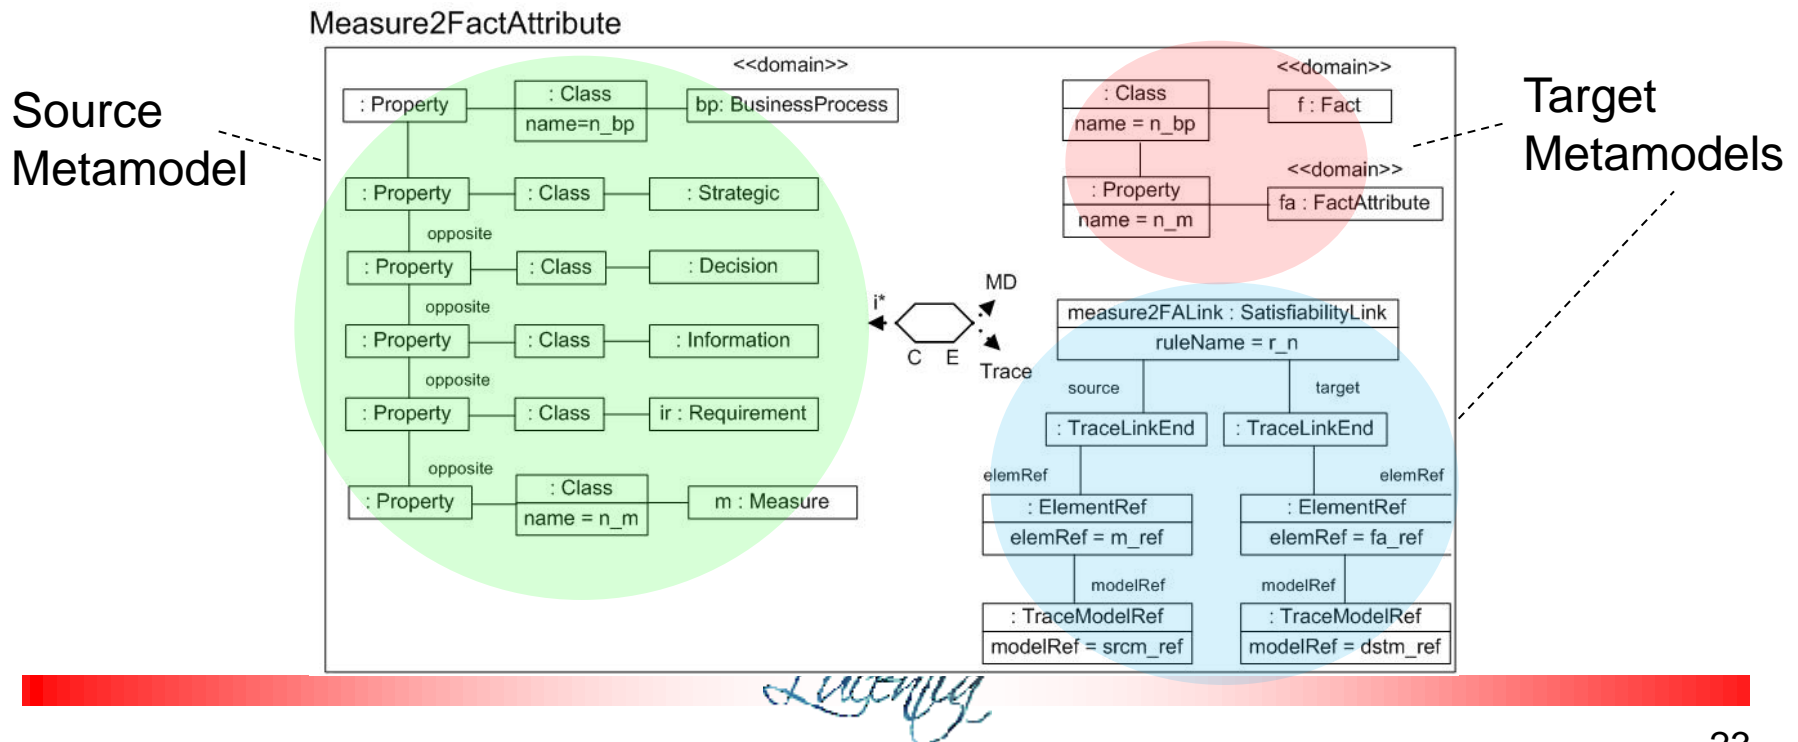 Measure2FactAttribute
Source
Metamodel
<<domain>>
: Property
: Class
name=n_bp
bp: BusinessProcess
: Property
: Class
: Strategic
opposite
: Property
: Class
: Decision
opposite
: Property
: Class
: Information
opposite
: Property
: Class
ir : Requirement
opposite
: Property
: Class
name = n_m
m : Measure
i*
C E
MD
Trace
<<domain>>
: Class
name = n_bp
f : Fact
<<domain>>
: Property
name = n_m
fa : FactAttribute
Target
Metamodels
measure2FALink : SatisfiabilityLink
ruleName = r_n
source
target
: TraceLinkEnd
: TraceLinkEnd
elemRef
elemRef
: ElementRef
elemRef = m_ref
: ElementRef
elemRef = fa_ref
modelRef
modelRef
: TraceModelRef
modelRef = srcm_ref
: TraceModelRef
modelRef = dstm_ref
Lucentia